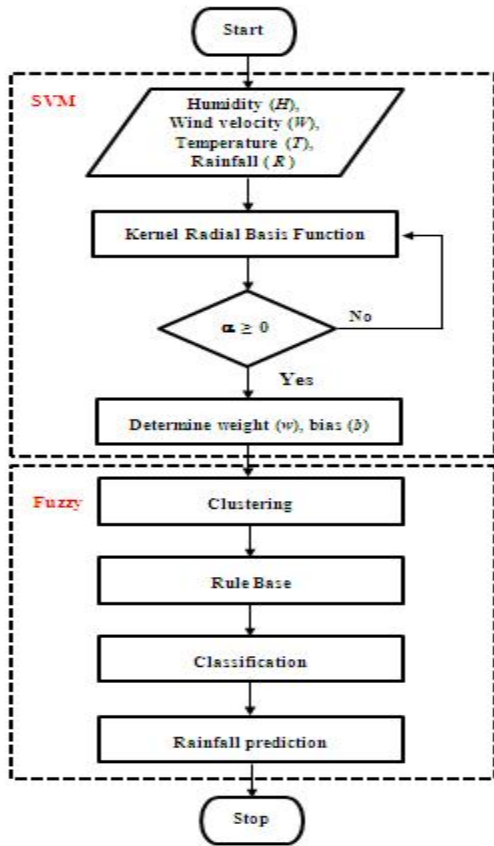 Start
SVM
Humidity (H),
Wind velocity (W),
Temperature (T),
Rainfall (R)
Kernel Radial Basis Function
α ≥ 0
No
Yes
Determine weight (w), bias (b)
Fuzzy
Clustering
Rule Base
Classification
Rainfall prediction
Stop